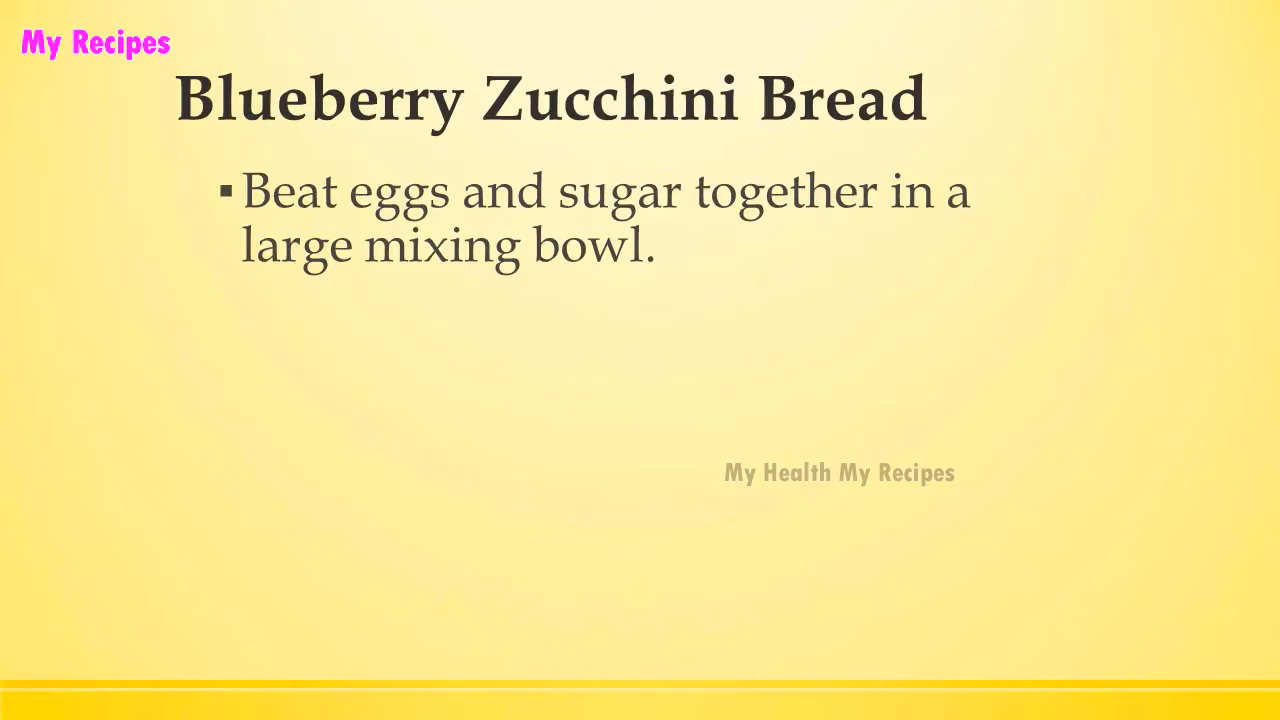 My Recipes
Blueberry Zucchini Bread
▪ Beat eggs and sugar together in a
large mixing bowl.
My Health My Recipes